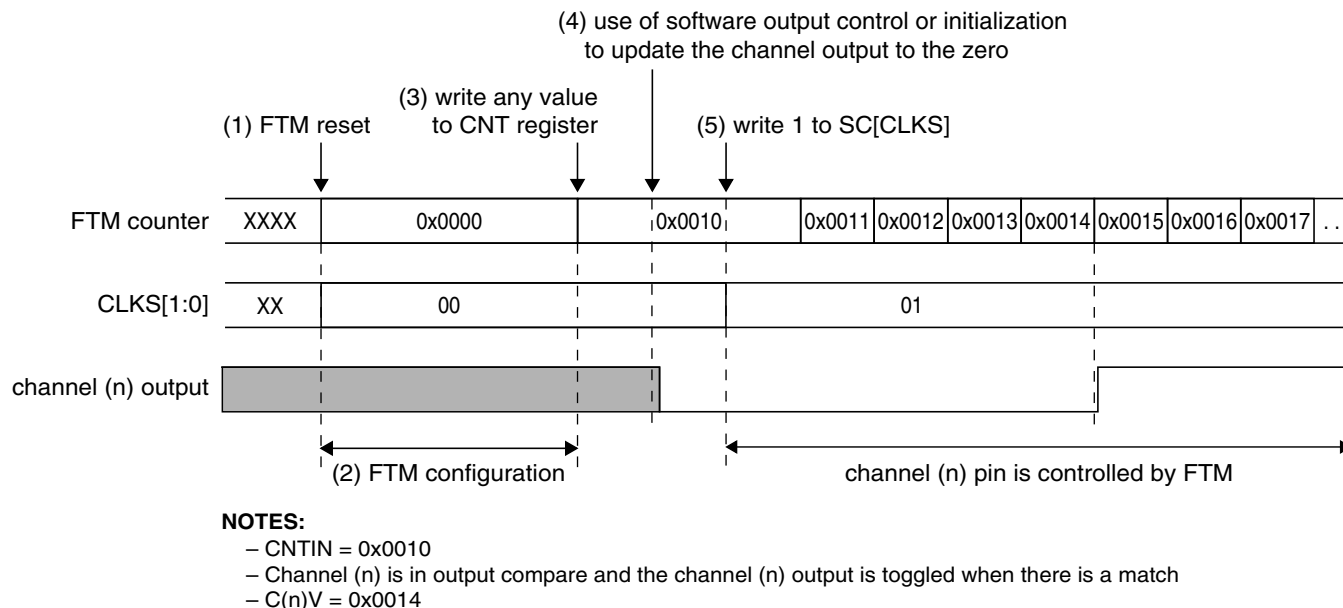 (4) use of software output control or initialization
to update the channel output to the zero
(3) write any value
to CNT register
(1) FTM reset
(5) write 1 to SC[CLKS]
FTM counter XXXX 0x0000 0x0010 0x0011 0x0012 0x0013 0x0014 0x0015 0x0016 0x0017 . .
CLKS[1:0] XX 00 01
channel (n) output
(2) FTM configuration
channel (n) pin is controlled by FTM
NOTES:
– CNTIN = 0x0010
– Channel (n) is in output compare and the channel (n) output is toggled when there is a match
– C(n)V = 0x0014